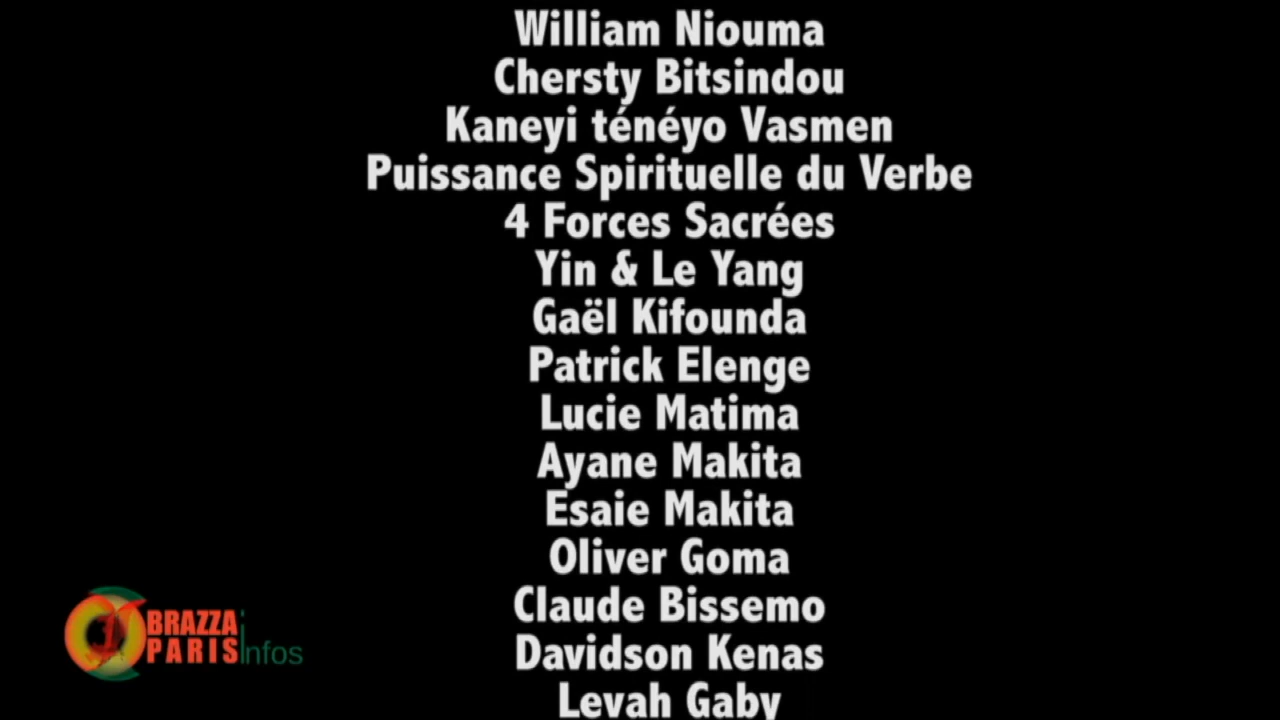 William Niouma
Chersty Bitsindou
Kaneyi ténéyo Vasmen
Puissance Spirituelle du Verbe
4 Forces Sacrées
Yin & Le Yang
Gaël Kifounda
Patrick Elenge
Lucie Matima
Ayane Makita
Esaie Makita
Oliver Goma
Claude Bissemo
Davidson Kenas
Levah Gaby
BRAZZA
PARIS Infos